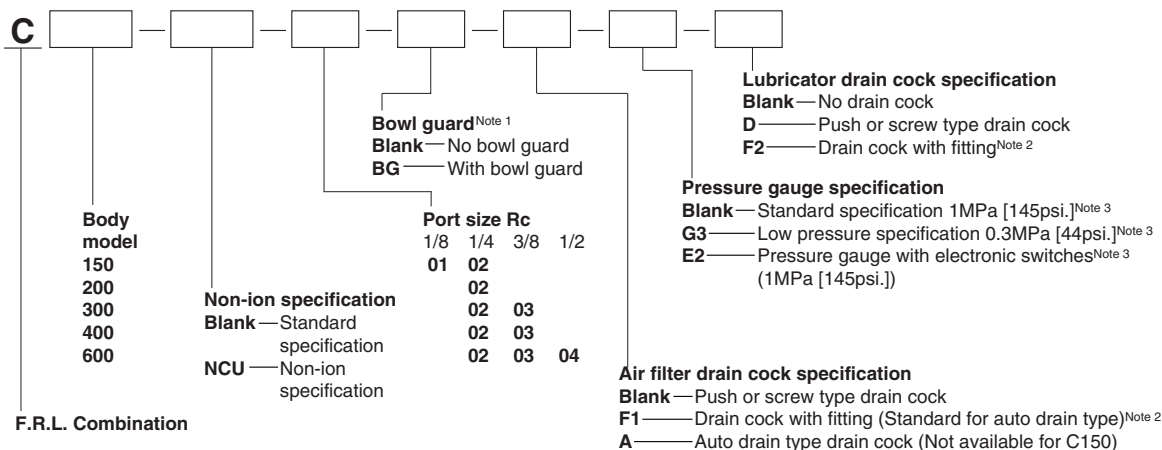 C
Lubricator drain cock specification
Blank — No drain cock
D — Push or screw type drain cock
F2 — Drain cock with fitting Note 2
Bowl guard Note 1
Blank — No bowl guard
BG — With bowl guard
Pressure gauge specification
Blank — Standard specification 1MPa [145psi.] Note 3
G3 — Low pressure specification 0.3MPa [44psi.] Note 3
E2 — Pressure gauge with electronic switches Note 3
(1MPa [145psi.])
Body
model
150
200
300
400
600
Port size Rc
1/8 1/4 3/8 1/2
01 02
02
02 03
02 03
02 03 04
Non-ion specification
Blank — Standard
specification
NCU — Non-ion
specification
Air filter drain cock specification
Blank — Push or screw type drain cock
F1 — Drain cock with fitting (Standard for auto drain type) Note 2
A — Auto drain type drain cock (Not available for C150)
F.R.L. Combination